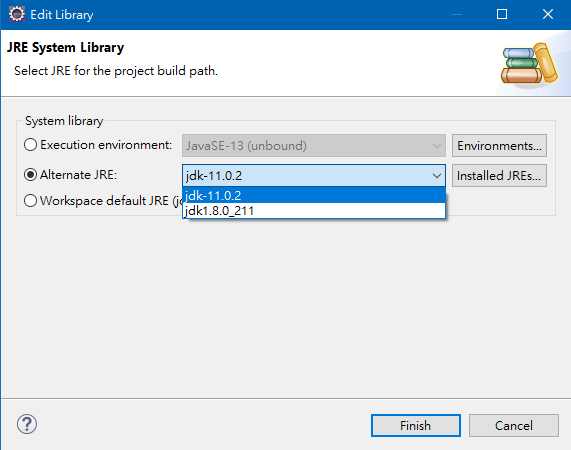 Edit Library
JRE System Library
Select JRE for the project build path.
System library
Execution environment: JavaSE-13 (unbound) Environments...
Alternate JRE: jdk-11.0.2 Installed JREs...
jdk-11.0.2
Workspace default JRE (
jdk1.8.0_211
? Finish Cancel